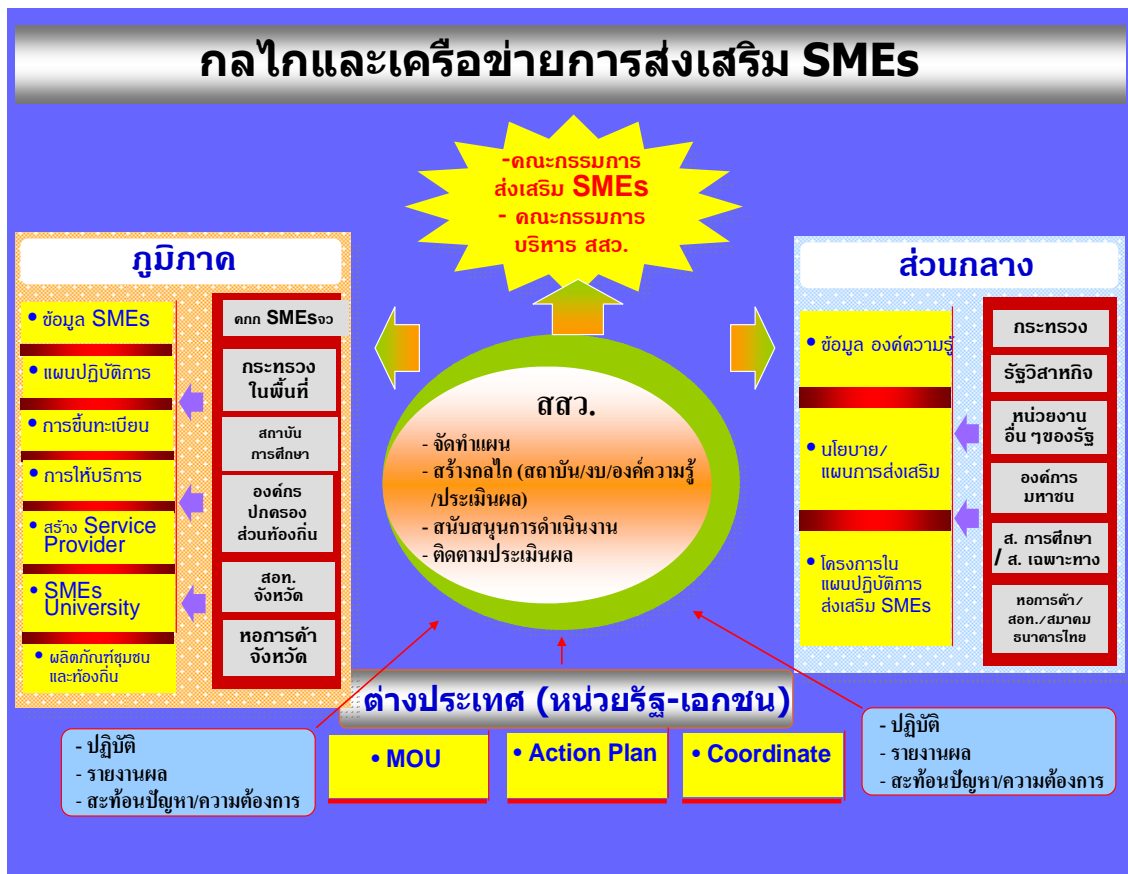 กลไกและเครือข่ายการส่งเสริม SMEs
-คณะกรรมการ
ส่งเสริม SMEs
- คณะกรรมการ
บริหาร สสว.
ภูมิภาค
• ข้อมูล SMEs
• แผนปฏิบัติการ
• การขึ้นทะเบียน
• การให้บริการ
• สร้าง Service
Provider
• SMEs
University
• ผลิตภัณฑ์ชุมชน
และท้องถิ่น
คกก SMEsจว
กระทรวง
ในพื้นที่
สถาบัน
การศึกษา
องค์กร
ปกครอง
ส่วนท้องถิ่น
สอท.
จังหวัด
หอการค้า
จังหวัด
สสว.
- จัดทำแผน
- สร้างกลไก (สถาบัน/งบ/องค์ความรู้
/ประเมินผล)
- สนับสนุนการดำเนินงาน
- ติดตามประเมินผล
ส่วนกลาง
• ข้อมูล องค์ความรู้
• นโยบาย/
แผนการส่งเสริม
• โครงการใน
แผนปฏิบัติการ
ส่งเสริม SMEs
กระทรวง
รัฐวิสาหกิจ
หน่วยงาน
อื่น ๆของรัฐ
องค์การ
มหาชน
ส. การศึกษา
/ ส. เฉพาะทาง
หอการค้า/
สอท./สมาคม
ธนาคารไทย
ต่างประเทศ (หน่วยรัฐ-เอกชน)
• MOU
• Action Plan
• Coordinate
- ปฏิบัติ
- รายงานผล
- สะท้อนปัญหา/ความต้องการ
- ปฏิบัติ
- รายงานผล
- สะท้อนปัญหา/ความต้องการ